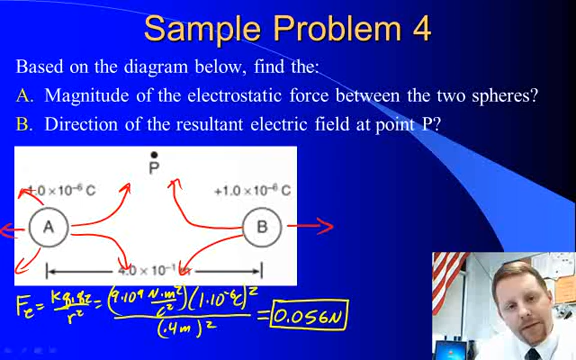 Sample Problem 4
Based on the diagram below, find the:
A. Magnitude of the electrostatic force between the two spheres?
B. Direction of the resultant electric field at point P?
P
1.0 × 10⁻⁶ C
+1.0 × 10⁻⁶ C
A
B
4.0 × 10⁻¹
Fₑ = kq₁q₂/r² = (9·10⁹ N·m²/C²)(1·10⁻⁶C)²/(.4m)² = 0.056N